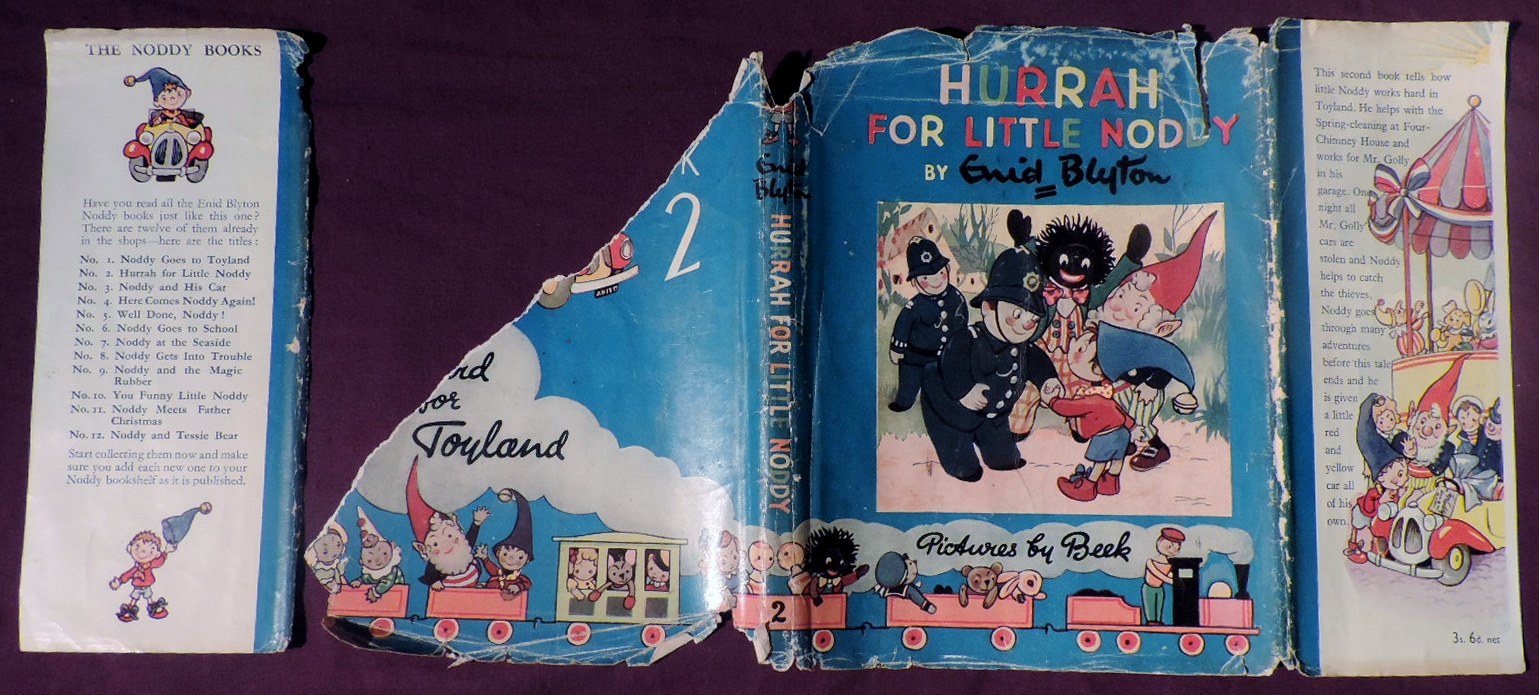 THE NODDY BOOKS
Have you read all the Enid Blyton
Noddy books just like this one?
There are twelve of them already
in the shops—here are the titles:
No. 1. Noddy Goes to Toyland
No. 2. Hurrah for Little Noddy
No. 3. Noddy and His Car
No. 4. Here Comes Noddy Again!
No. 5. Well Done, Noddy!
No. 6. Noddy Goes to School
No. 7. Noddy at the Seaside
No. 8. Noddy Gets Into Trouble
No. 9. Noddy and the Magic
Rubber
No. 10. You Funny Little Noddy
No. 11. Noddy Meets Father
Christmas
No. 12. Noddy and Tessie Bear
Start collecting them now and make
sure you add each new one to your
Noddy bookshelf as it is published.
K
2
Toyland
Enid
Blyton
HURRAH FOR LITTLE NODDY
2
HURRAH
FOR LITTLE NODDY
BY Enid Blyton
Pictures by Beek
This second book tells how
little Noddy works hard in
Toyland. He helps with the
Spring-cleaning at Four-
Chimney House and
works for Mr. Golly
in his
garage. One
night all
Mr. Golly's
cars are
stolen and Noddy
helps to catch
the thieves.
Noddy goes
through many
adventures
before this tale
ends and he
is given
a little
red
and
yellow
car all
of his
own.
3s. 6d. net